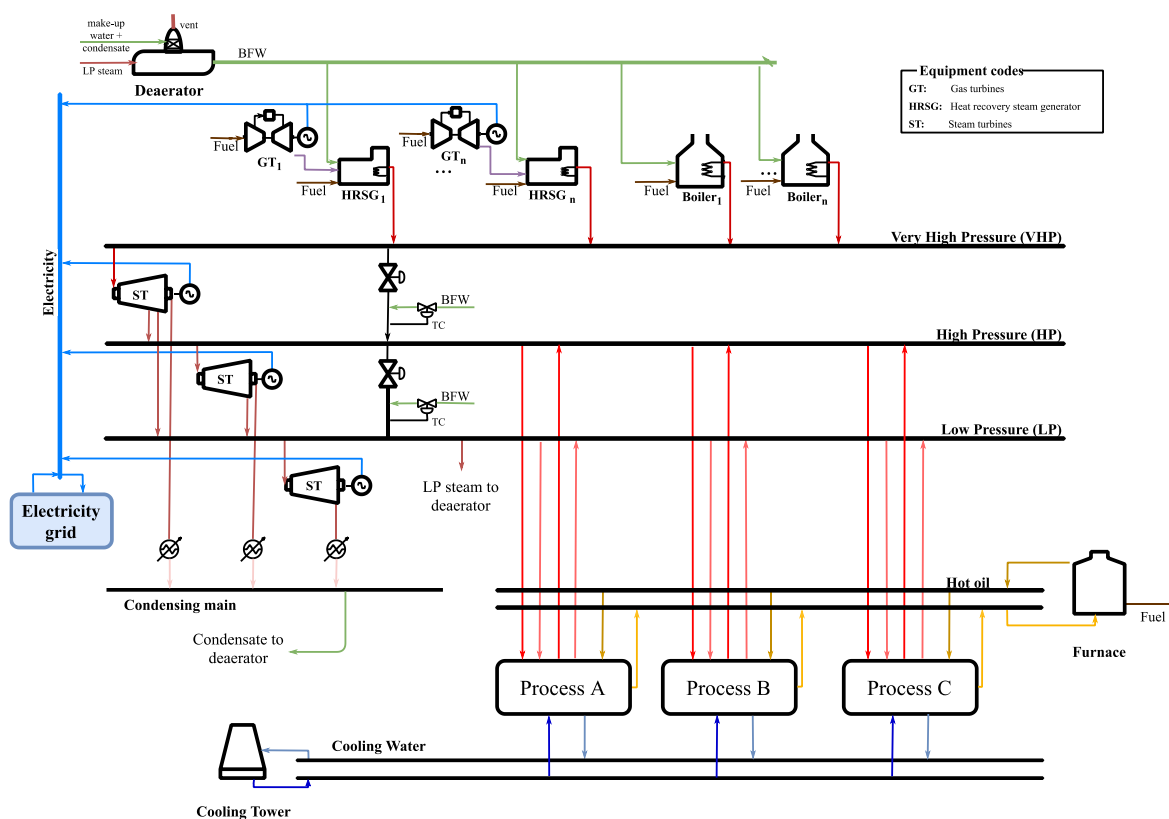 make-up
water +
condensate
vent
LP steam
BFW
Deaerator
Equipment codes
GT: Gas turbines
HRSG: Heat recovery steam generator
ST: Steam turbines
Fuel
GT1
Fuel
GTn
...
Fuel
HRSG1
Fuel
HRSG n
Fuel
Boiler1
...
Fuel
Boilern
Very High Pressure (VHP)
Electricity
ST
BFW
TC
High Pressure (HP)
ST
BFW
TC
Low Pressure (LP)
ST
LP steam to
deaerator
Electricity
grid
Hot oil
Condensing main
Fuel
Condensate to
deaerator
Furnace
Process A
Process B
Process C
Cooling Water
Cooling Tower